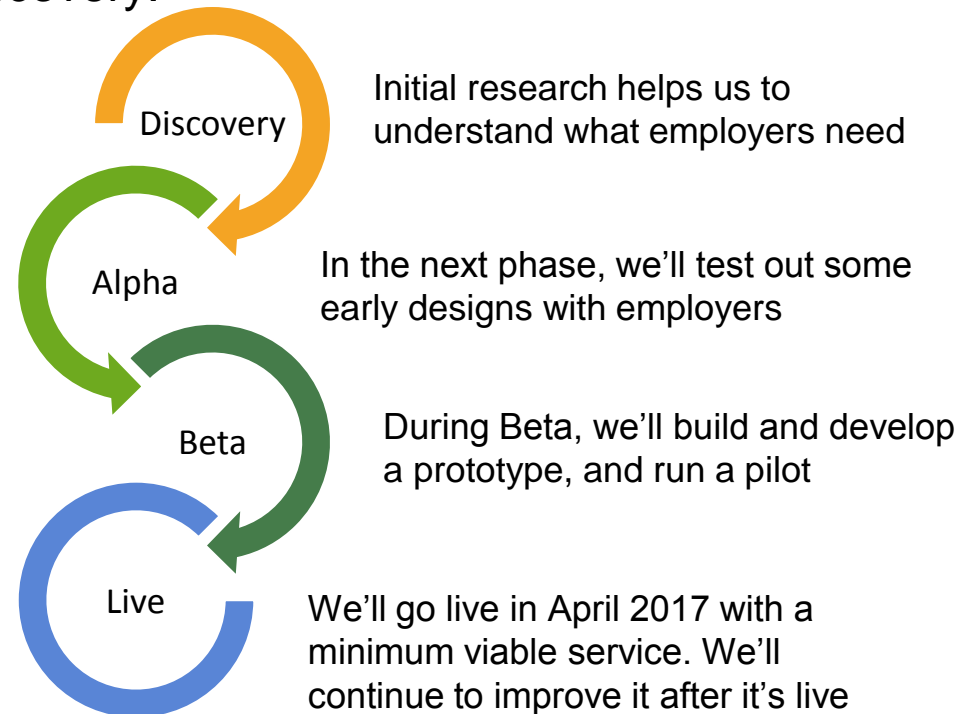 Discovery
Initial research helps us to
understand what employers need
Alpha
In the next phase, we’ll test out some
early designs with employers
Beta
During Beta, we’ll build and develop
a prototype, and run a pilot
Live
We’ll go live in April 2017 with a
minimum viable service. We’ll
continue to improve it after it’s live